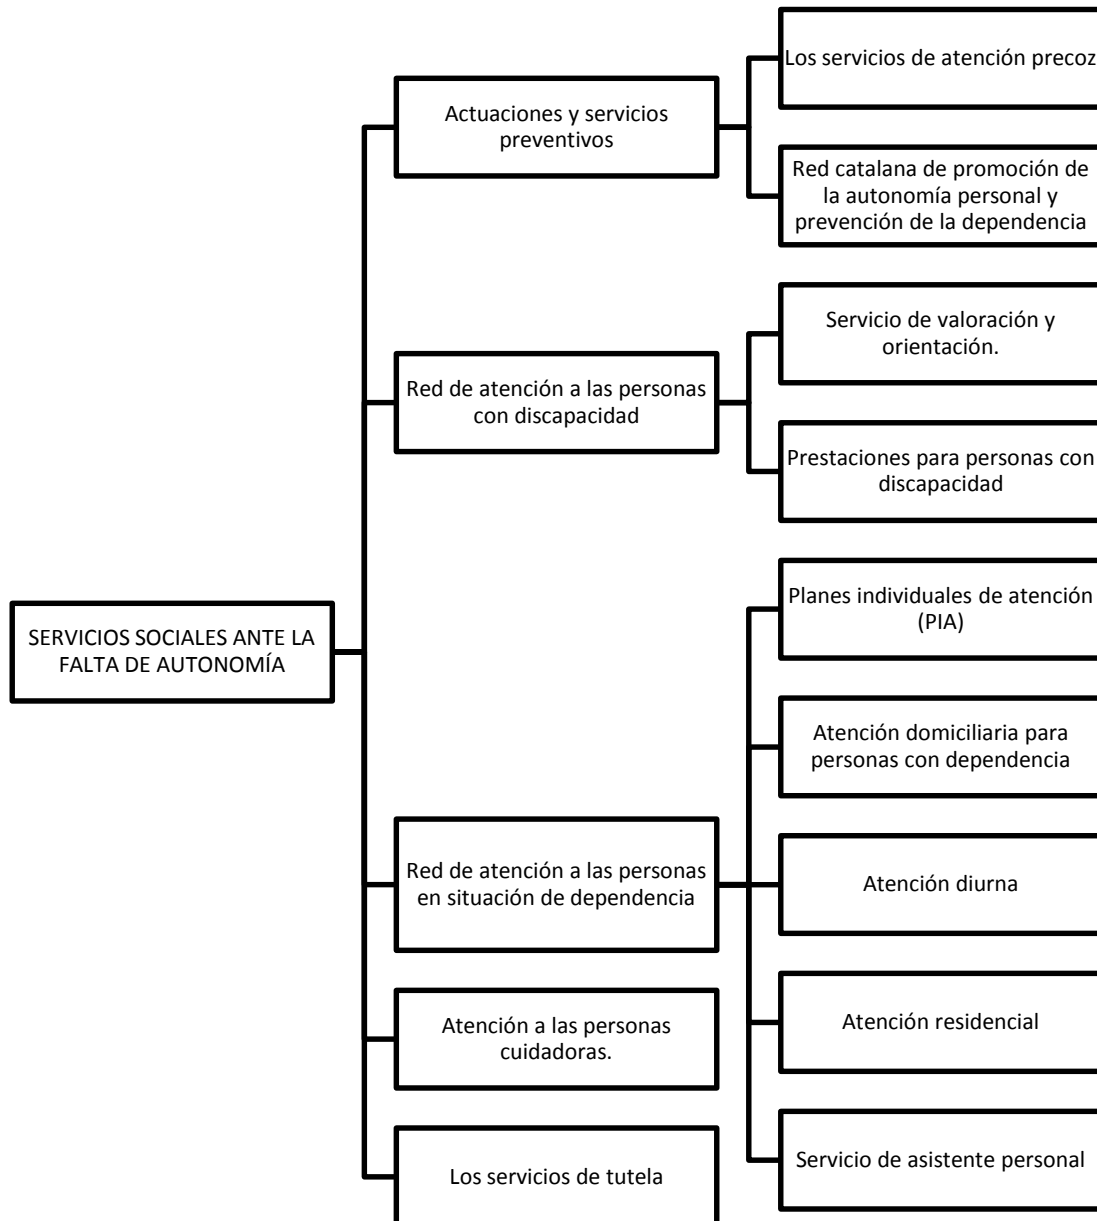 SERVICIOS SOCIALES ANTE LA
FALTA DE AUTONOMÍA
Actuaciones y servicios
preventivos
Los servicios de atención precoz
Red catalana de promoción de
la autonomía personal y
prevención de la dependencia
Red de atención a las personas
con discapacidad
Servicio de valoración y
orientación.
Prestaciones para personas con
discapacidad
Red de atención a las personas
en situación de dependencia
Planes individuales de atención
(PIA)
Atención domiciliaria para
personas con dependencia
Atención diurna
Atención residencial
Servicio de asistente personal
Atención a las personas
cuidadoras.
Los servicios de tutela